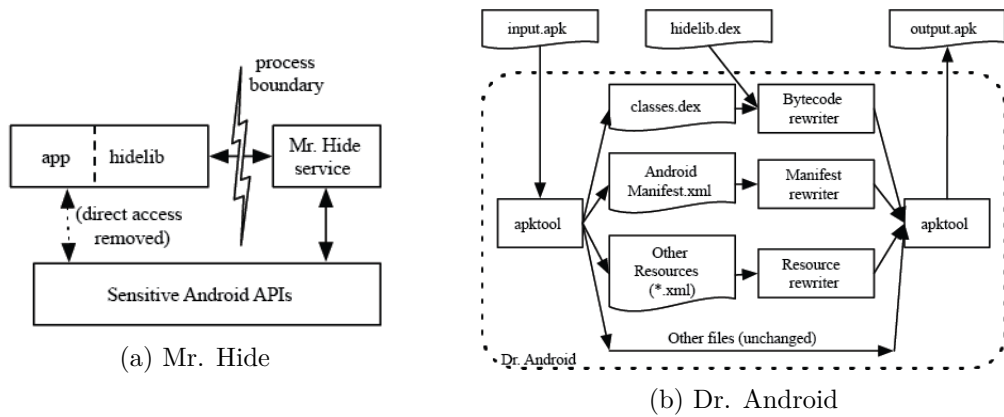 process
boundary
app
hidelib
Mr. Hide
service
(direct access
removed)
Sensitive Android APIs
(a) Mr. Hide
input.apk
hidelib.dex
output.apk
classes.dex
Bytecode
rewriter
Android
Manifest.xml
Manifest
rewriter
apktool
apktool
Other
Resources
(*.xml)
Resource
rewriter
Other files (unchanged)
Dr. Android
(b) Dr. Android